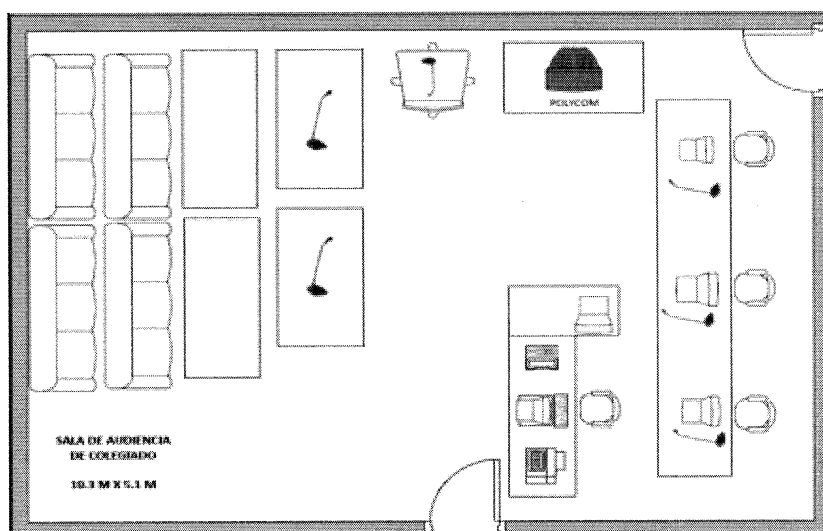 POLYCOM
SALA DE AUDIENCIA
DE COLEGIADO
10.3 M X 5.1 M